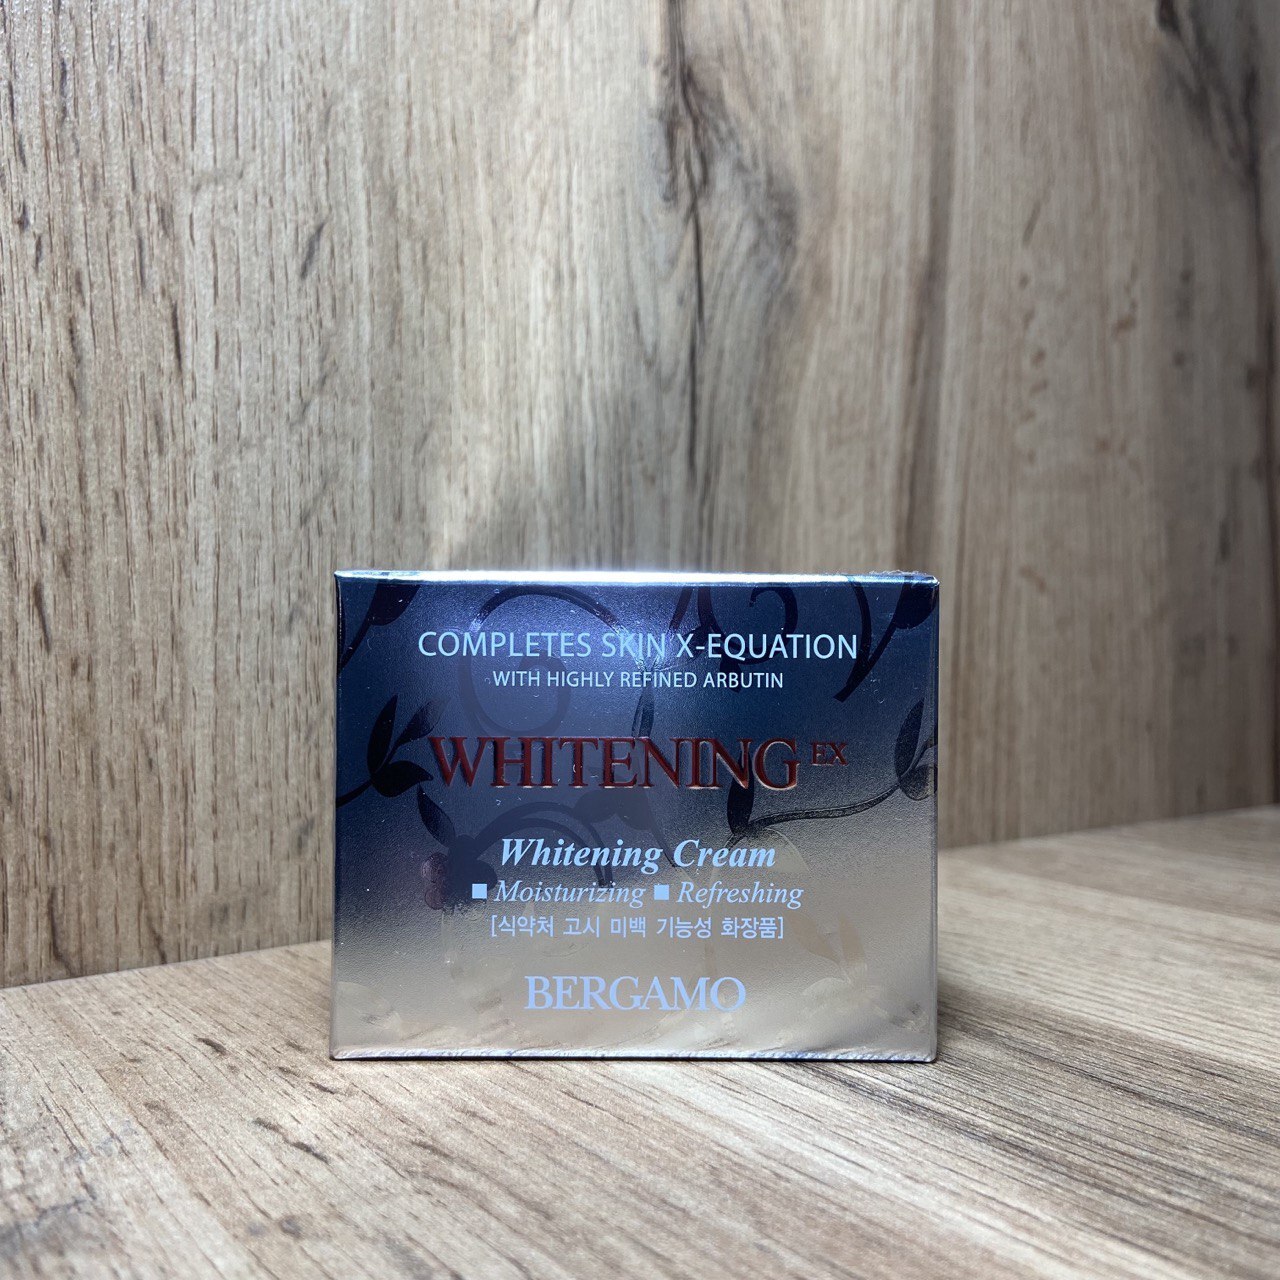 COMPLETES SKIN X-EQUATION
WITH HIGHLY REFINED ARBUTIN
WHITENING EX
Whitening Cream
■ Moisturizing ■ Refreshing
[식약처 고시 미백 기능성 화장품]
BERGAMO